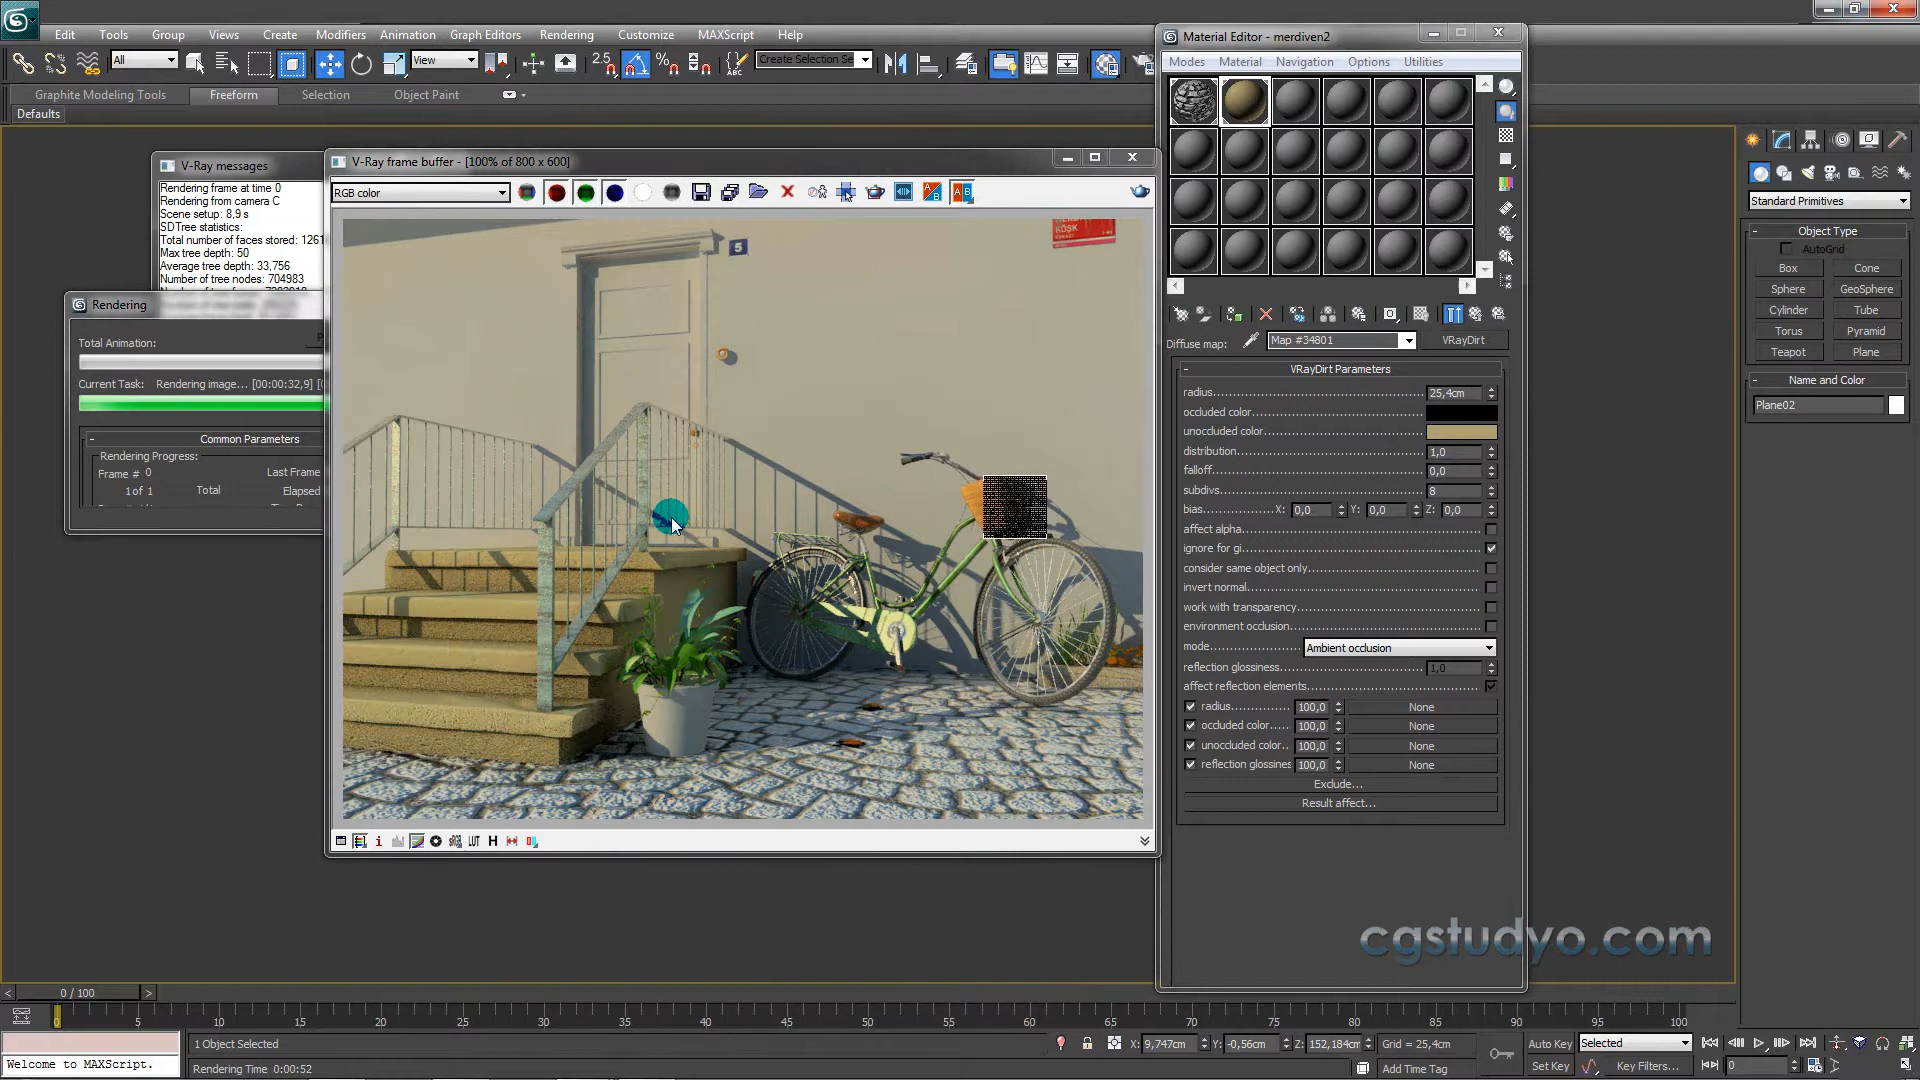 Edit Tools Group Views Create Modifiers Animation Graph Editors Rendering Customize MAXScript Help
All View 2.5 Create Selection Se
Graphite Modeling Tools Freeform Selection Object Paint
Defaults
V-Ray messages
Rendering frame at time 0
Rendering from camera C
Scene setup: 8,9 s
SDTree statistics:
Total number of faces stored: 1261
Max tree depth: 50
Average tree depth: 33,756
Number of tree nodes: 704983
Rendering
Total Animation:
Current Task: Rendering image... [00:00:32,9] [
Common Parameters
Rendering Progress:
Frame # 0 Last Frame
1 of 1 Total Elapsed
V-Ray frame buffer - [100% of 800 x 600]
RGB color
5
KÖŞK
sRGB LUT H
Material Editor - merdiven2
Modes Material Navigation Options Utilities
Diffuse map: Map #34801 VRayDirt
VRayDirt Parameters
radius 25,4cm
occluded color
unoccluded color
distribution 1,0
falloff 0,0
subdivs 8
bias X: 0,0 Y: 0,0 Z: 0,0
affect alpha
ignore for gi
consider same object only
invert normal
work with transparency
environment occlusion
mode Ambient occlusion
reflection glossiness 1,0
affect reflection elements
radius 100,0 None
occluded color 100,0 None
unoccluded color 100,0 None
reflection glossines 100,0 None
Exclude...
Result affect...
Standard Primitives
Object Type
AutoGrid
Box Cone
Sphere GeoSphere
Cylinder Tube
Torus Pyramid
Teapot Plane
Name and Color
Plane02
cgstudyo.com
0 / 100
0 5 10 15 20 25 30 35 40 45 50 55 60 65 70 75 80 85 90 95 100
1 Object Selected X: 9,747cm Y: -0,56cm Z: 152,184cm Grid = 25,4cm Auto Key Selected
Welcome to MAXScript. Rendering Time 0:00:52 Add Time Tag Set Key Key Filters... 0